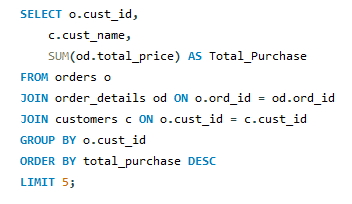 SELECT o.cust_id,
    c.cust_name,
    SUM(od.total_price) AS Total_Purchase
FROM orders o
JOIN order_details od ON o.ord_id = od.ord_id
JOIN customers c ON o.cust_id = c.cust_id
GROUP BY o.cust_id
ORDER BY total_purchase DESC
LIMIT 5;